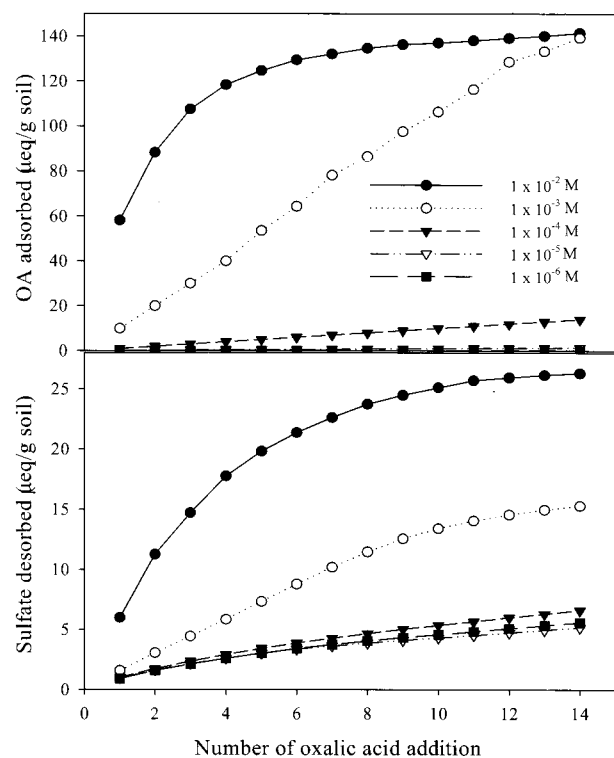 140
120
100
80
60
40
20
0
OA adsorbed (µeq/g soil)
1 x 10⁻² M
1 x 10⁻³ M
1 x 10⁻⁴ M
1 x 10⁻⁵ M
1 x 10⁻⁶ M
25
20
15
10
5
0
Sulfate desorbed (µeq/g soil)
0 2 4 6 8 10 12 14
Number of oxalic acid addition